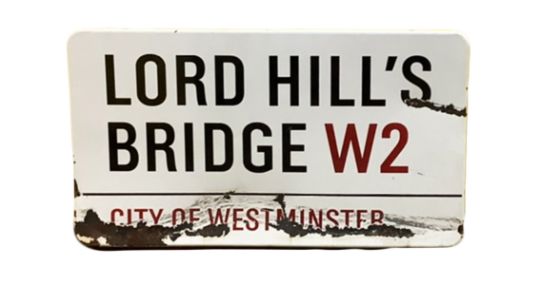 LORD HILL'S
BRIDGE W2
CITY OF WESTMINSTER